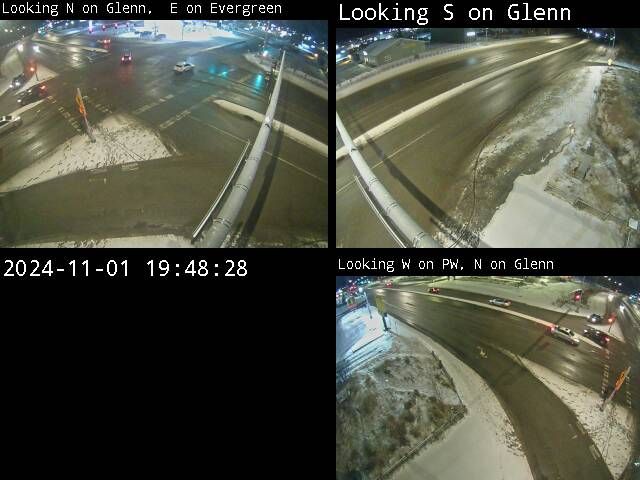 Looking N on Glenn, E on Evergreen
Looking S on Glenn
2024-11-01 19:48:28
Looking W on PW, N on Glenn